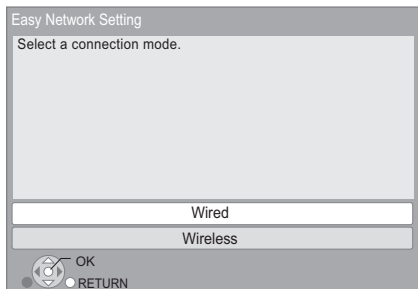 Easy Network Setting
Select a connection mode.
Wired
Wireless
OK
RETURN